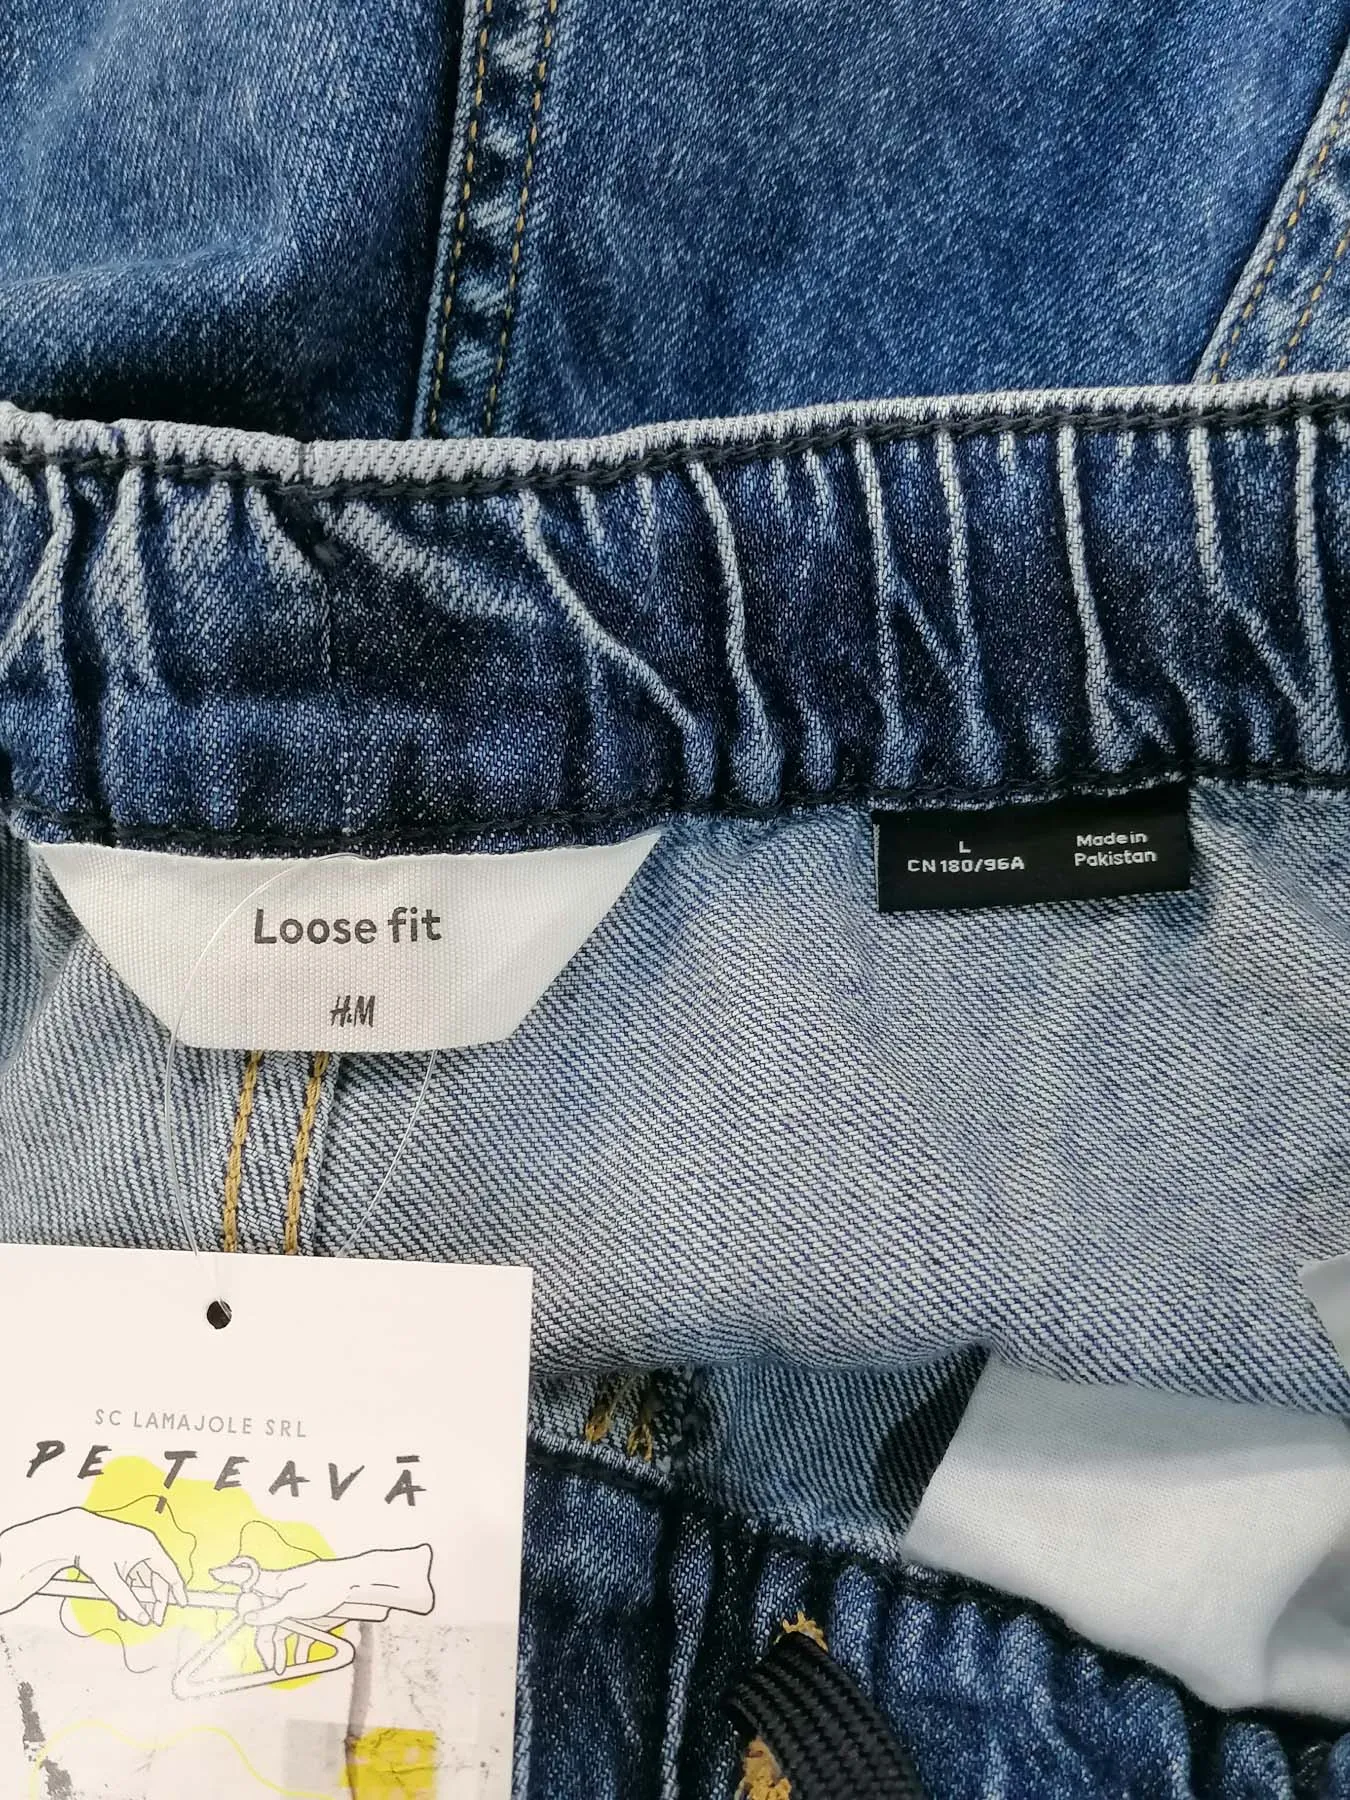 Loose fit
H&M
L
CN 180/96A
Made in
Pakistan
SC LAMAJOLE SRL
PE ȚEAVĂ